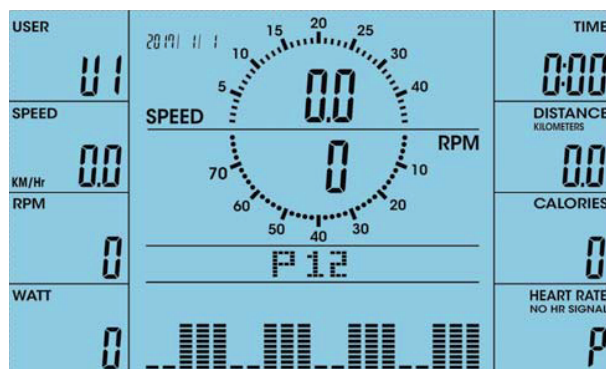 USER
U1
SPEED
KM/Hr 0.0
RPM
0
WATT
0
2017/ 1/ 1
5 10 15 20 25 30 40
SPEED
0.0
0
RPM
70 60 50 40 30 20 10
P12
TIME
0:00
DISTANCE
KILOMETERS
0.0
CALORIES
0
HEART RATE
NO HR SIGNAL
P